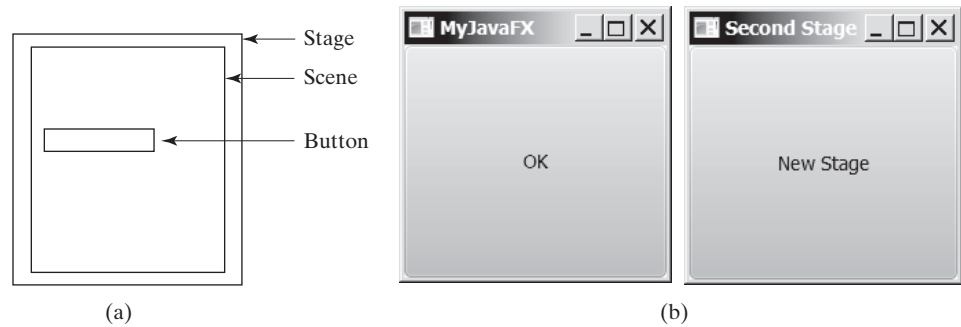 Stage
Scene
Button
(a)
MyJavaFX
OK
Second Stage
New Stage
(b)